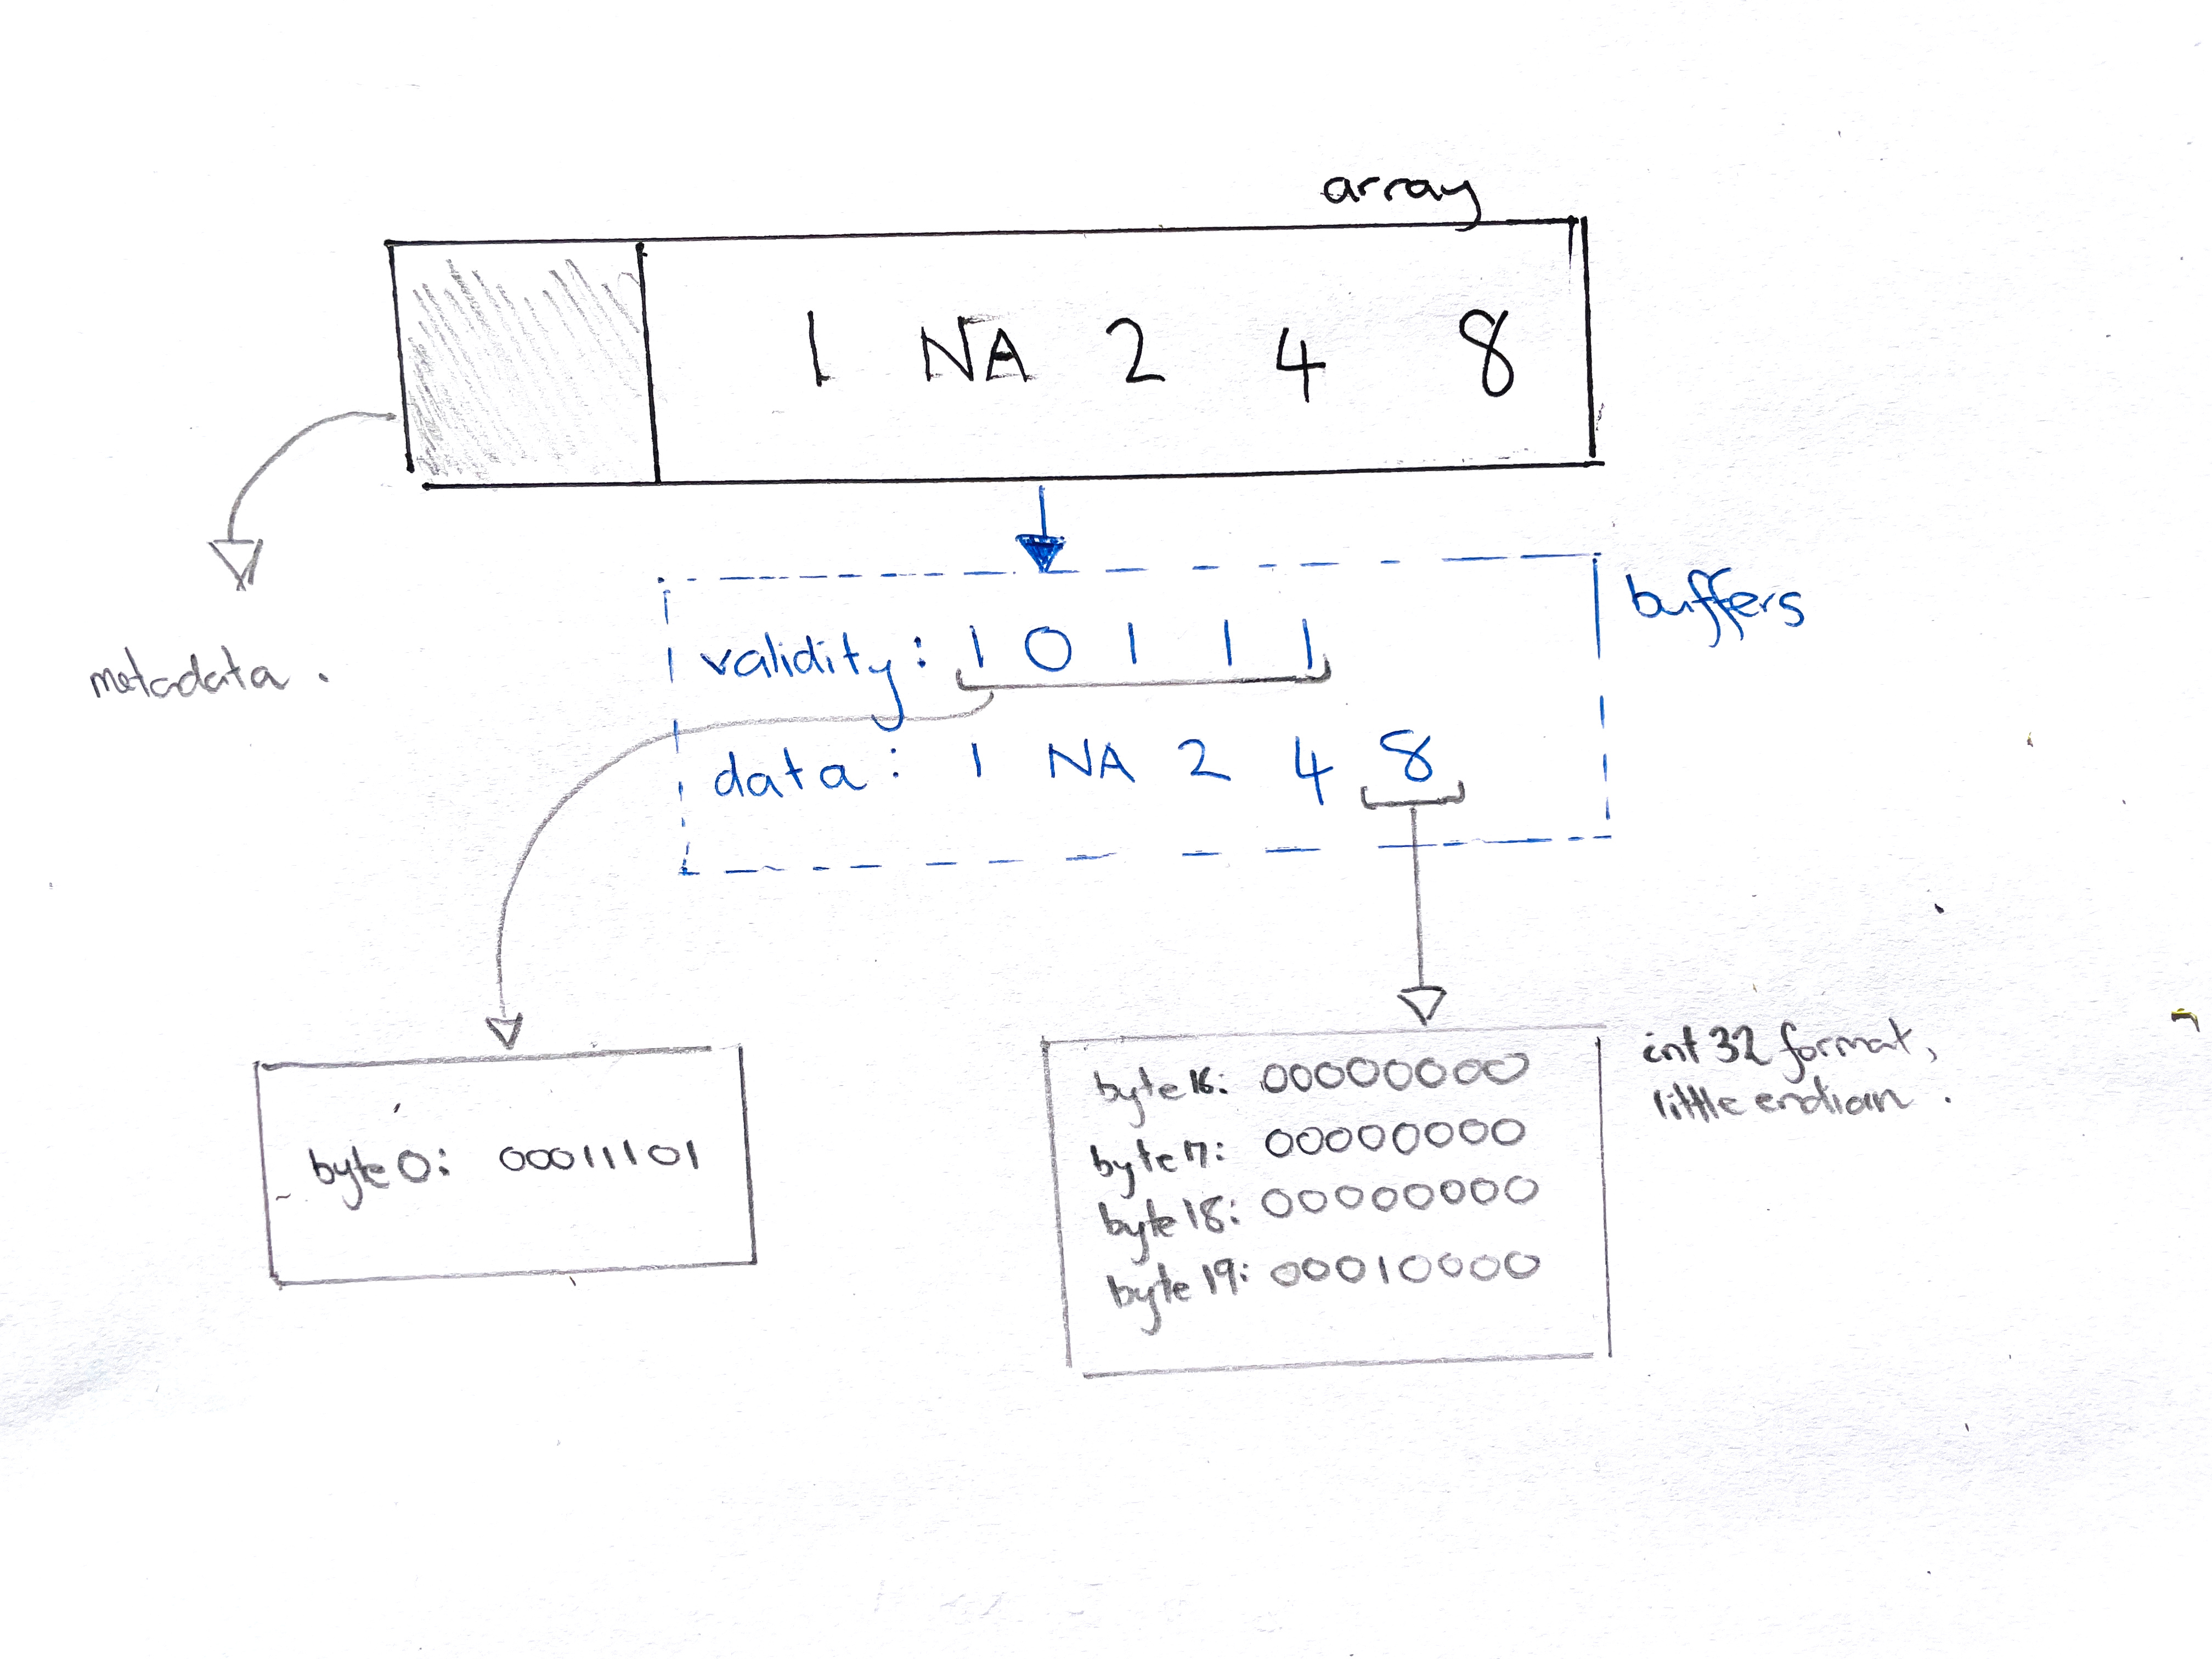 array
1 NA 2 4 8
buffers
validity: 1 0 1 1 1
metadata.
data: 1 NA 2 4 8
int 32 format,
little endian.
byte 0: 00011101
byte 16: 00000000
byte 17: 00000000
byte 18: 00000000
byte 19: 00010000